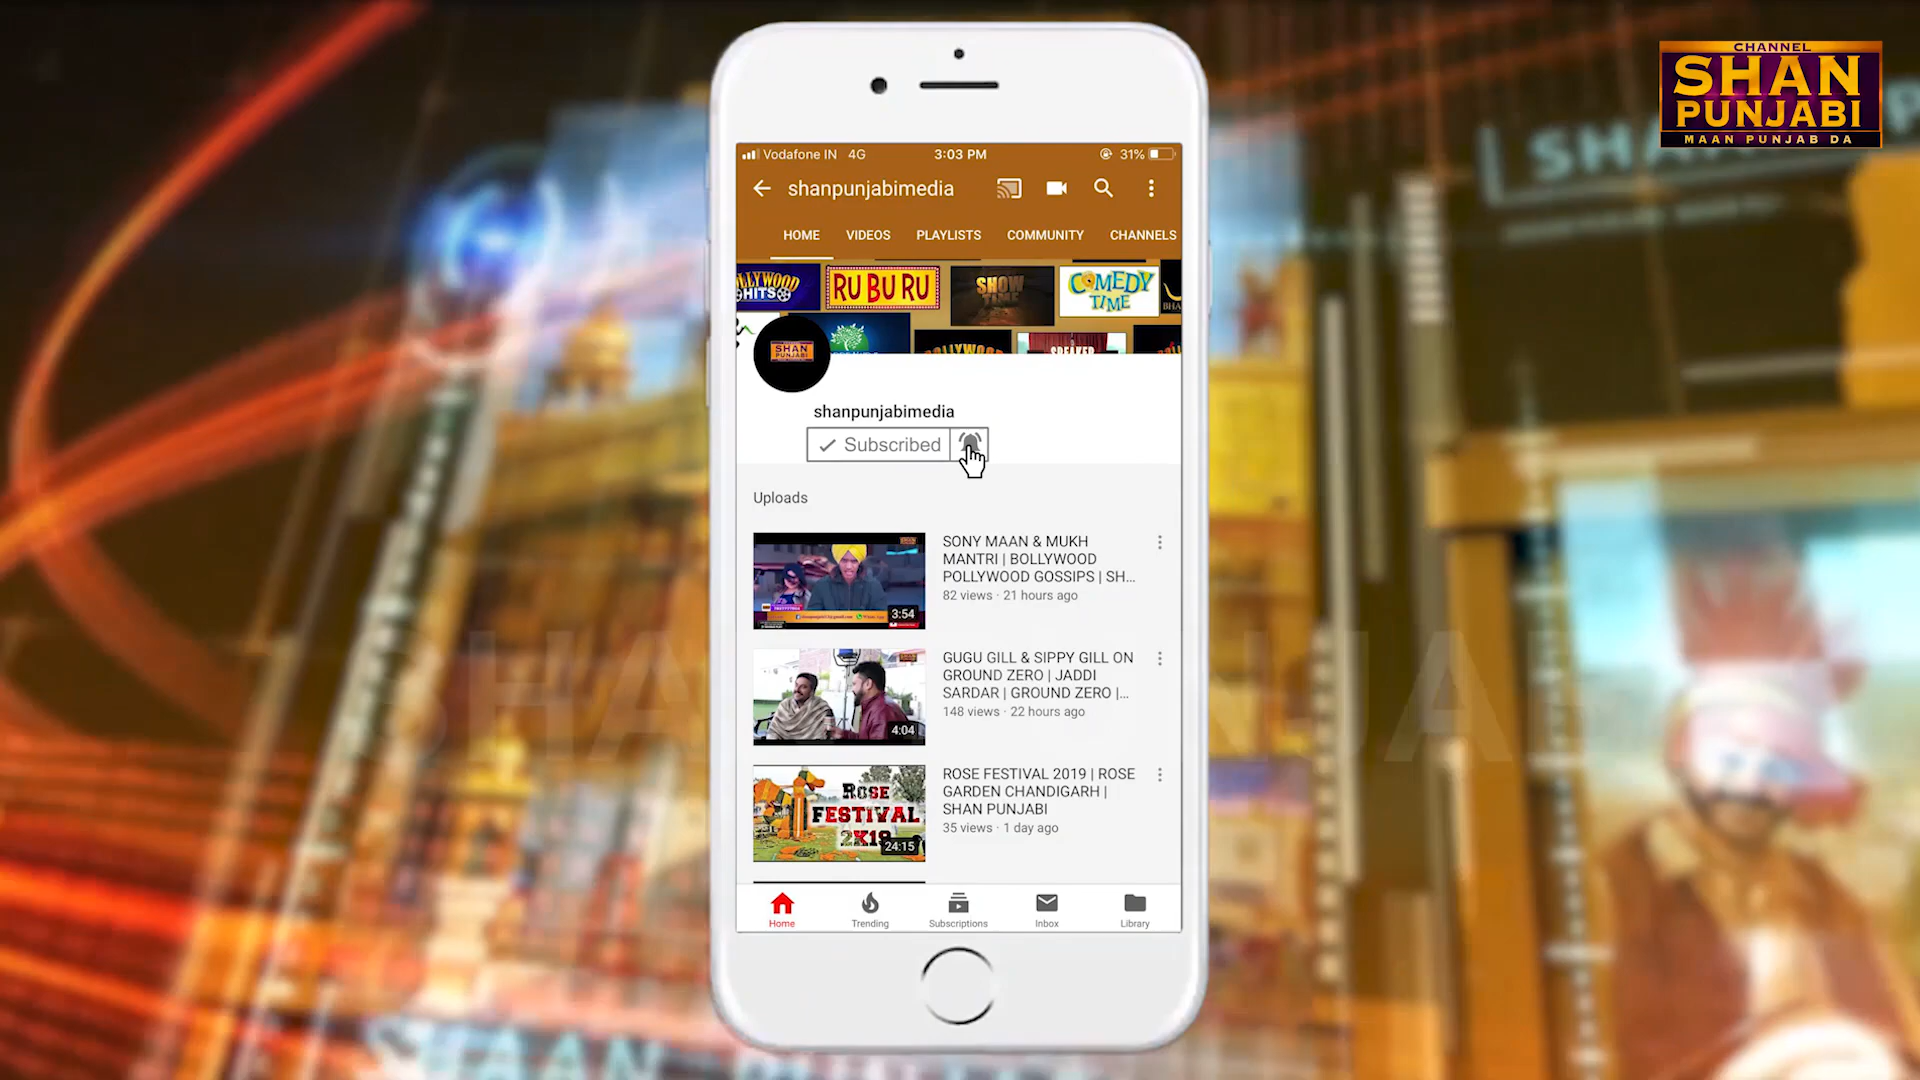 CHANNEL
SHAN
PUNJABI
MAAN PUNJAB DA
Vodafone IN 4G 3:03 PM 31%
shanpunjabimedia
HOME VIDEOS PLAYLISTS COMMUNITY CHANNELS
HITS
RU BU RU
SHOW
TIME
COMEDY
TIME
SHAN
PUNJABI
SPEAKER
shanpunjabimedia
Subscribed
Uploads
SONY MAAN & MUKH
MANTRI | BOLLYWOOD
POLLYWOOD GOSSIPS | SH...
82 views · 21 hours ago
3:54
GUGU GILL & SIPPY GILL ON
GROUND ZERO | JADDI
SARDAR | GROUND ZERO |...
148 views · 22 hours ago
4:04
ROSE
FESTIVAL
2K19
24:15
ROSE FESTIVAL 2019 | ROSE
GARDEN CHANDIGARH |
SHAN PUNJABI
35 views · 1 day ago
Home Trending Subscriptions Inbox Library